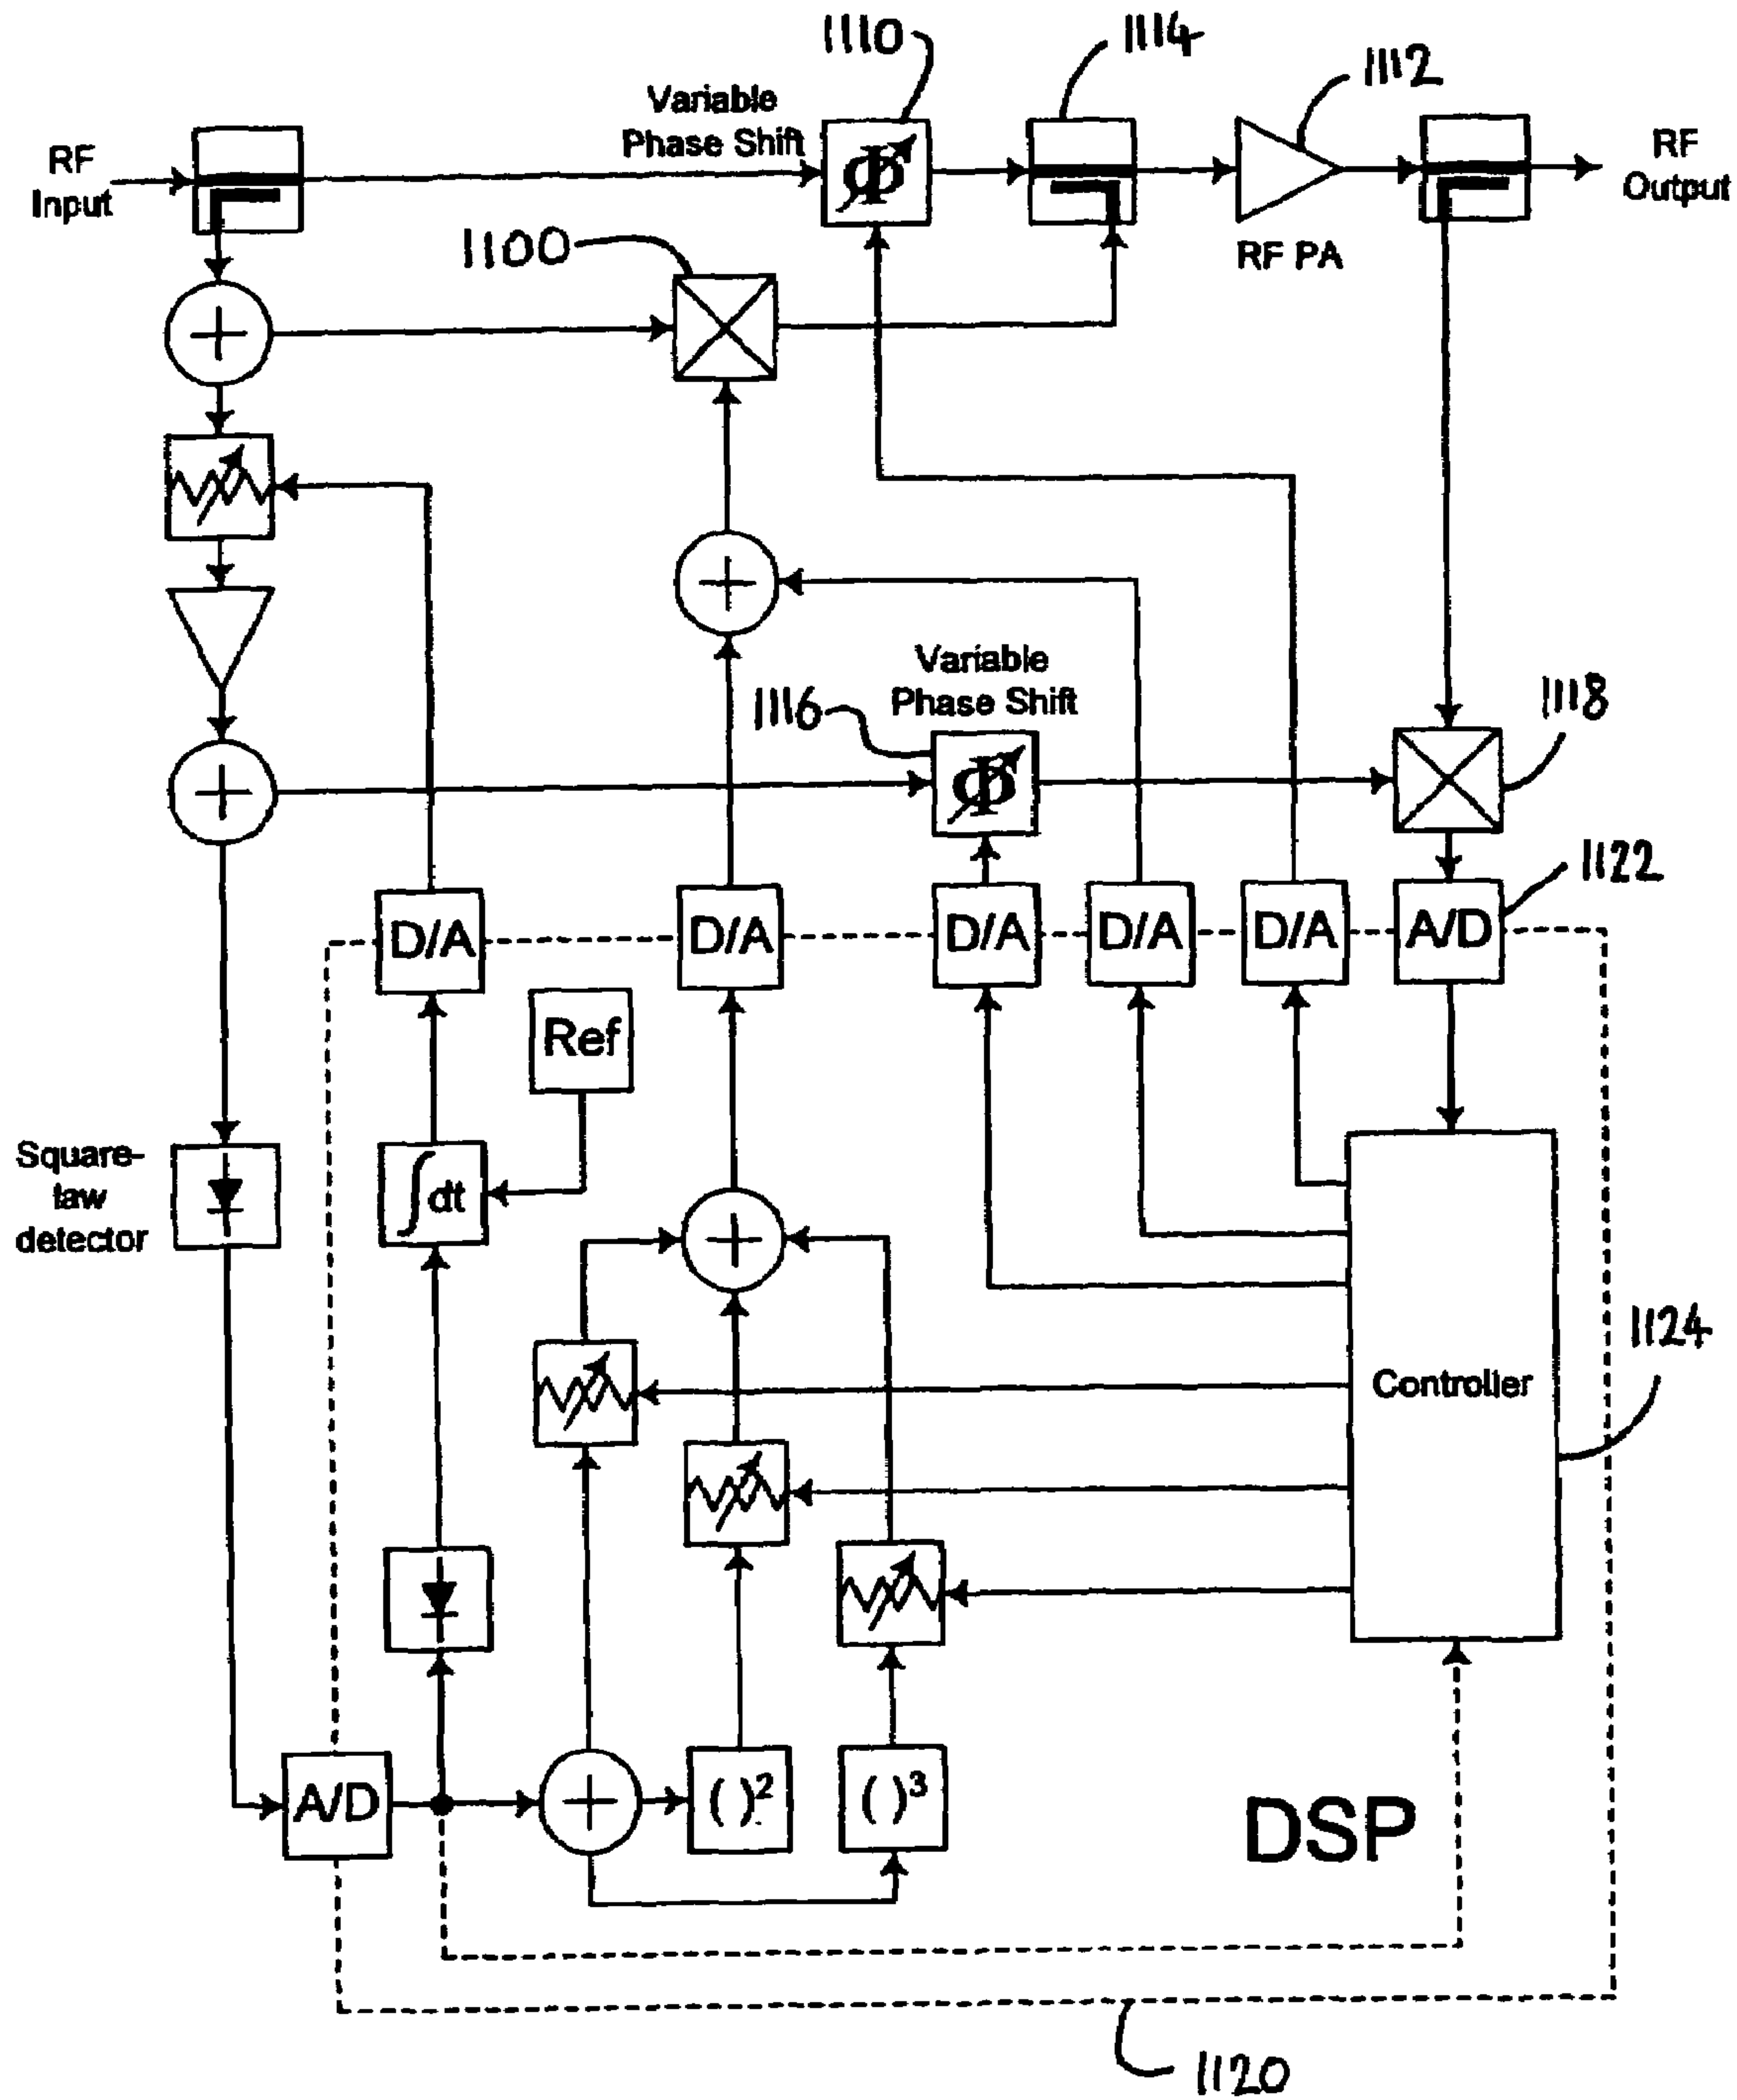 1110
1114
1112
Variable
Phase Shift
RF
Input
Φ
RF
Output
1100
RF PA
Variable
Phase Shift
1116
1118
Φ
1122
D/A
D/A
D/A
D/A
D/A
A/D
Ref
Square-
law
detector
∫dt
1124
Controller
A/D
( )²
( )³
DSP
1120